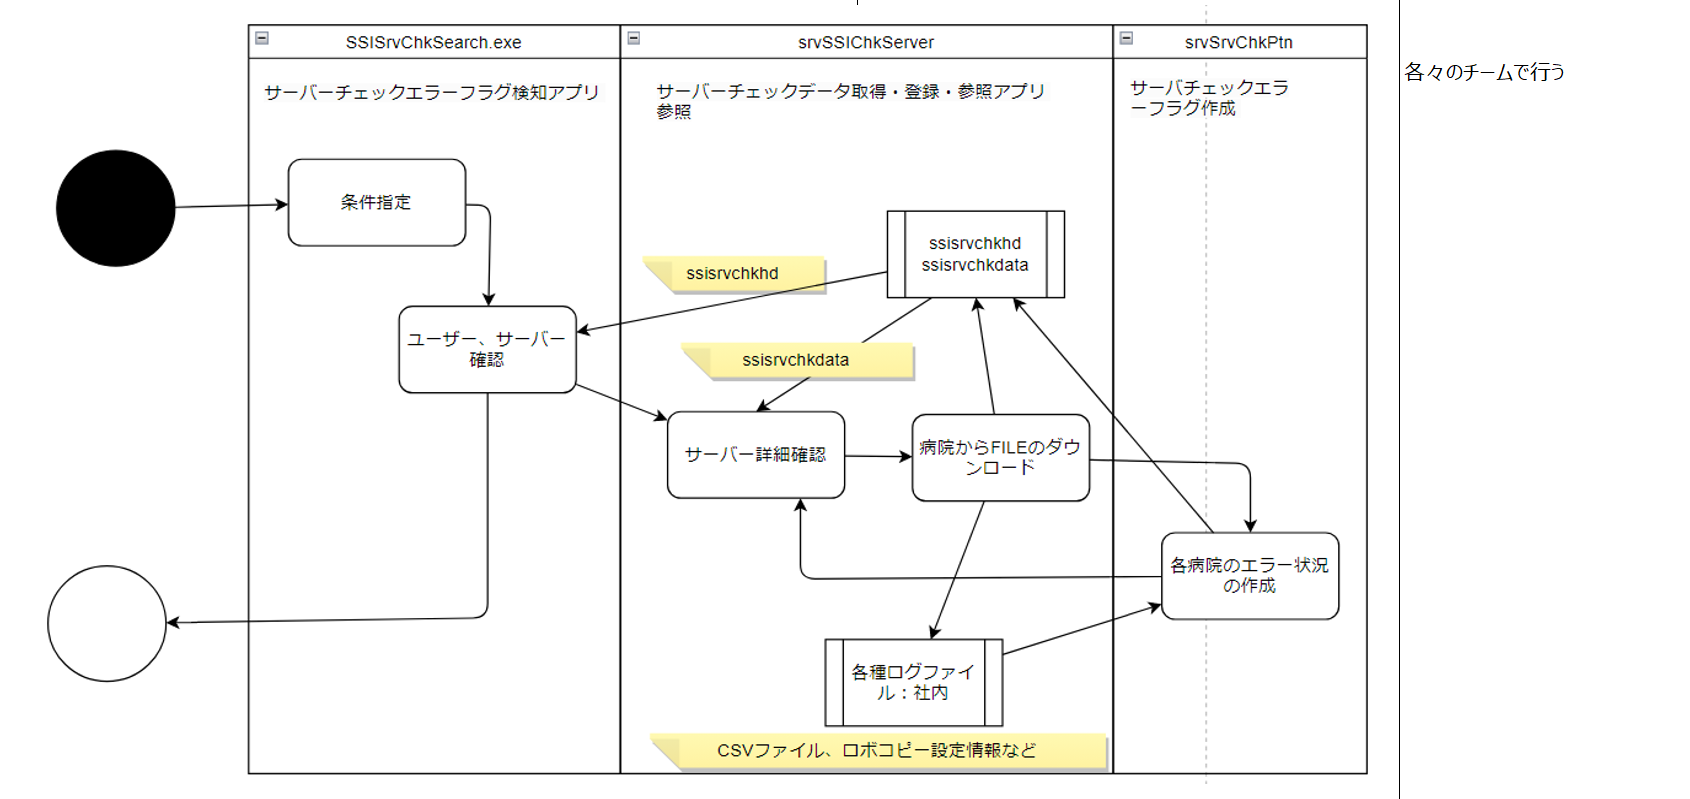 SSISrvChkSearch.exe
srvSSIChkServer
srvSrvChkPtn
各々のチームで行う
サーバーチェックエラーフラグ検知アプリ
サーバーチェックデータ取得・登録・参照アプリ
参照
サーバチェックエラ
ーフラグ作成
条件指定
ssisrvchkhd
ssisrvchkdata
ssisrvchkhd
ユーザー、サーバー
確認
ssisrvchkdata
サーバー詳細確認
病院からFILEのダウ
ンロード
各病院のエラー状況
の作成
各種ログファイ
ル：社内
CSVファイル、ロボコピー設定情報など